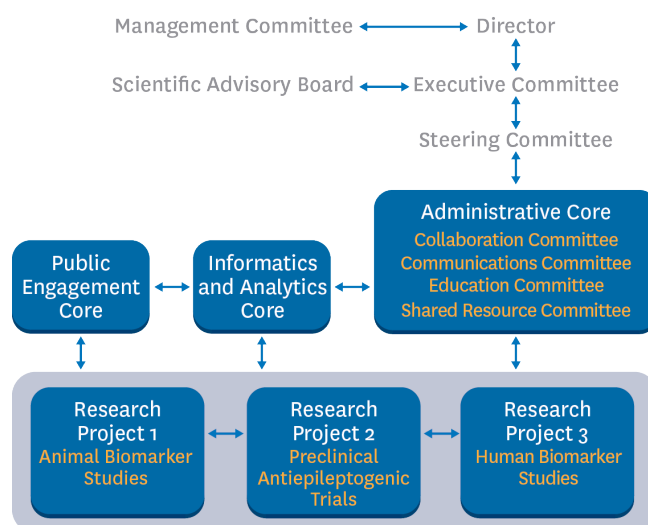 Management Committee
Director
Scientific Advisory Board
Executive Committee
Steering Committee
Administrative Core
Collaboration Committee
Communications Committee
Education Committee
Shared Resource Committee
Public
Engagement
Core
Informatics
and Analytics
Core
Research
Project 1
Animal Biomarker
Studies
Research
Project 2
Preclinical
Antiepileptogenic
Trials
Research
Project 3
Human Biomarker
Studies